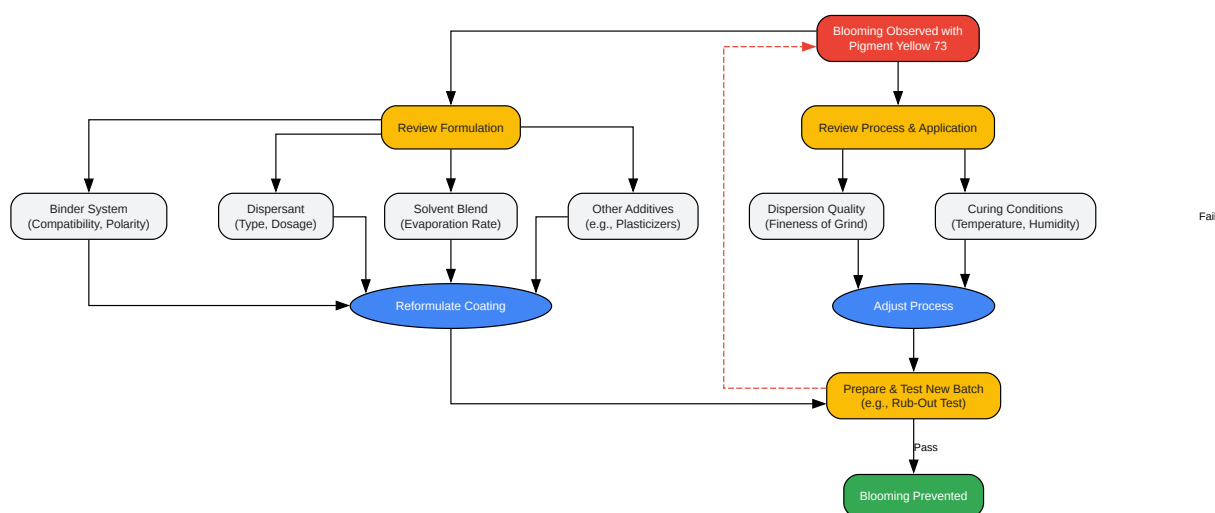 Blooming Observed with
Pigment Yellow 73
Review Formulation
Review Process & Application
Binder System
(Compatibility, Polarity)
Dispersant
(Type, Dosage)
Solvent Blend
(Evaporation Rate)
Other Additives
(e.g., Plasticizers)
Dispersion Quality
(Fineness of Grind)
Curing Conditions
(Temperature, Humidity)
Fail
Reformulate Coating
Adjust Process
Prepare & Test New Batch
(e.g., Rub-Out Test)
Pass
Blooming Prevented